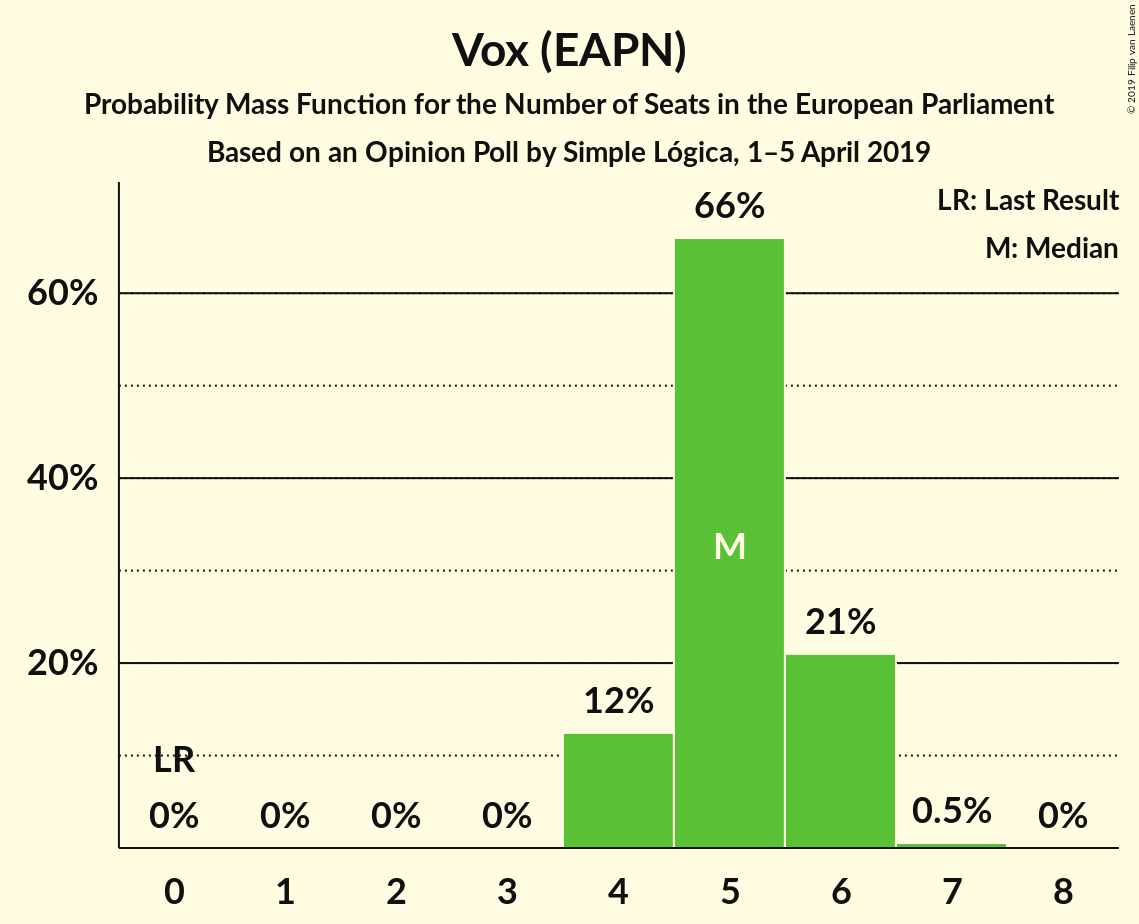 Vox (EAPN)
Probability Mass Function for the Number of Seats in the European Parliament
Based on an Opinion Poll by Simple Lógica, 1–5 April 2019
© 2019 Filip van Laenen
LR: Last Result
M: Median
60%
40%
20%
66%
M
21%
12%
LR
0%
0%
0%
0%
0.5%
0%
0 1 2 3 4 5 6 7 8